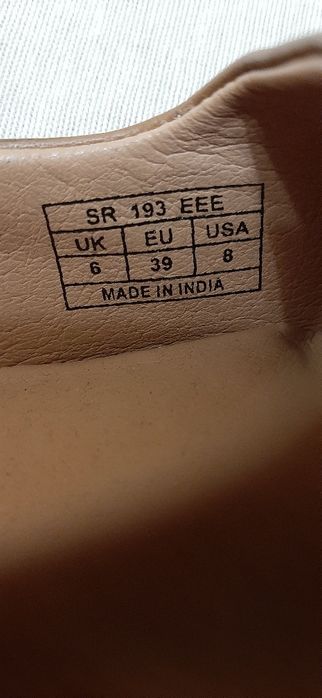 SR 193 EEE
UK EU USA
6 39 8
MADE IN INDIA